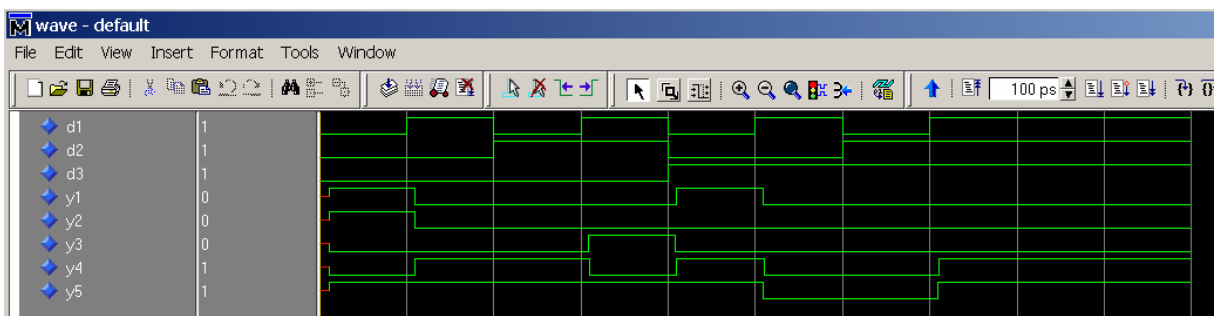 wave - default
File Edit View Insert Format Tools Window
100 ps
d1 1
d2 1
d3 1
y1 0
y2 0
y3 0
y4 1
y5 1